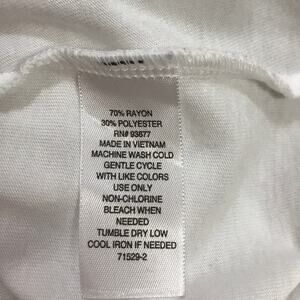 70% RAYON
30% POLYESTER
RN# 93677
MADE IN VIETNAM
MACHINE WASH COLD
GENTLE CYCLE
WITH LIKE COLORS
USE ONLY
NON-CHLORINE
BLEACH WHEN
NEEDED
TUMBLE DRY LOW
COOL IRON IF NEEDED
71529-2